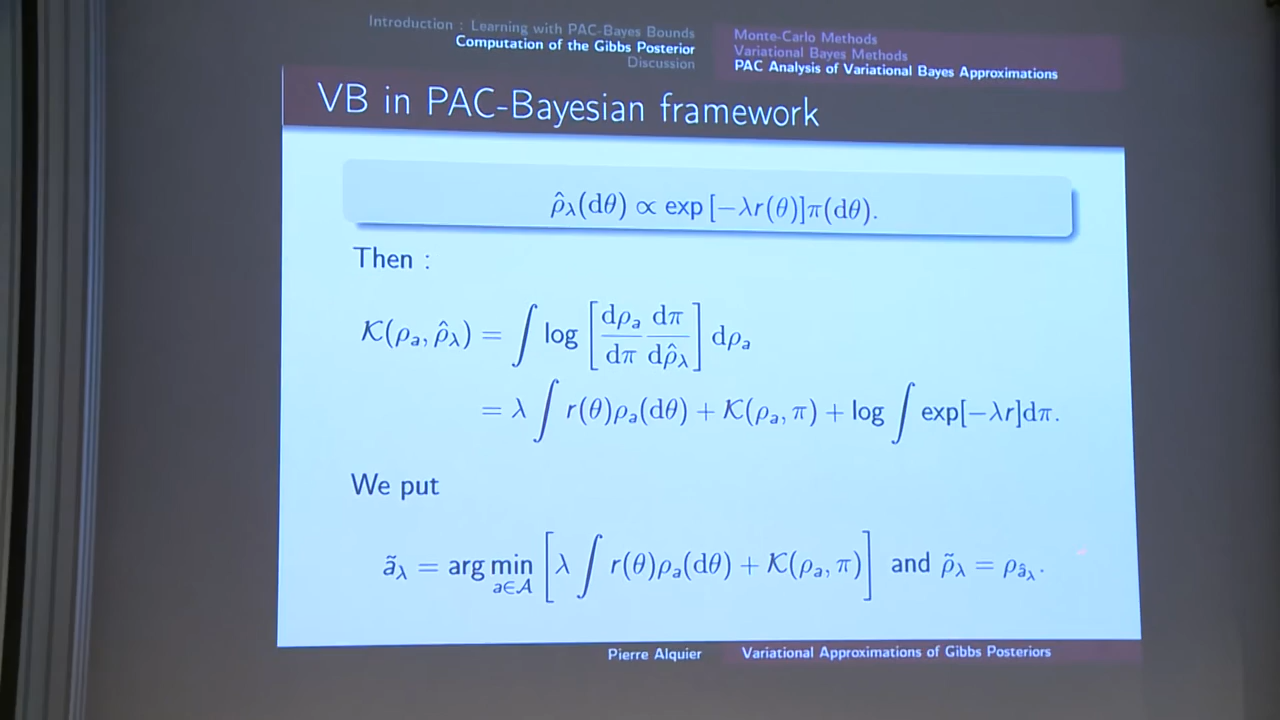 Introduction : Learning with PAC-Bayes Bounds
Computation of the Gibbs Posterior
Discussion
Monte-Carlo Methods
Variational Bayes Methods
PAC Analysis of Variational Bayes Approximations
VB in PAC-Bayesian framework
ρ̂_λ(dθ) ∝ exp [−λr(θ)]π(dθ).
Then :
𝒦(ρ_a, ρ̂_λ) = ∫ log [ dρ_a/dπ dπ/dρ̂_λ ] dρ_a
= λ ∫ r(θ)ρ_a(dθ) + 𝒦(ρ_a, π) + log ∫ exp[−λr]dπ.
We put
ã_λ = arg min_{a∈𝒜} [ λ ∫ r(θ)ρ_a(dθ) + 𝒦(ρ_a, π) ] and ρ̃_λ = ρ_{ã_λ}.
Pierre Alquier
Variational Approximations of Gibbs Posteriors